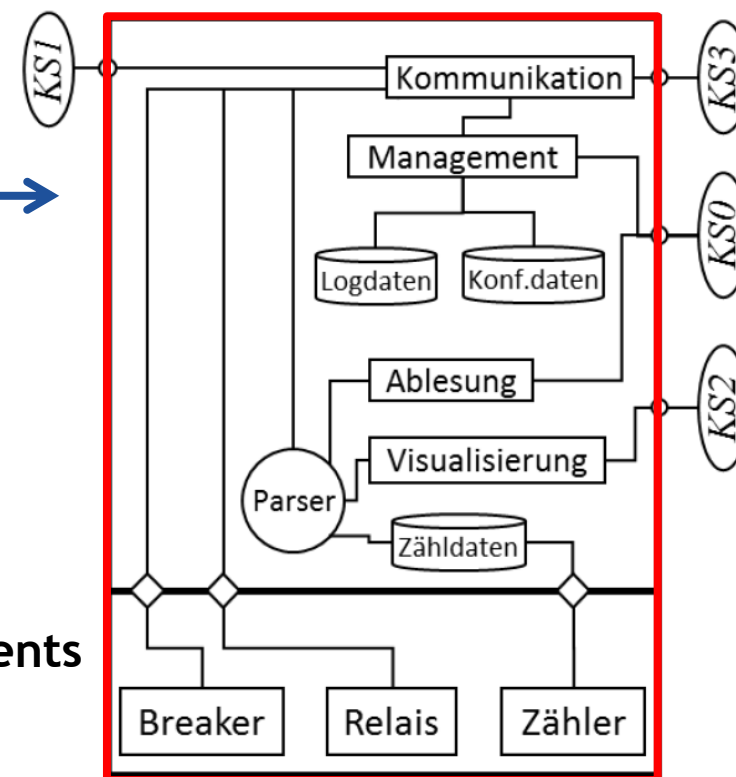 KS1
Kommunikation
KS3
Management
KS0
Logdaten
Konf.daten
Ablesung
KS2
Visualisierung
Parser
Zähldaten
ents
Breaker
Relais
Zähler